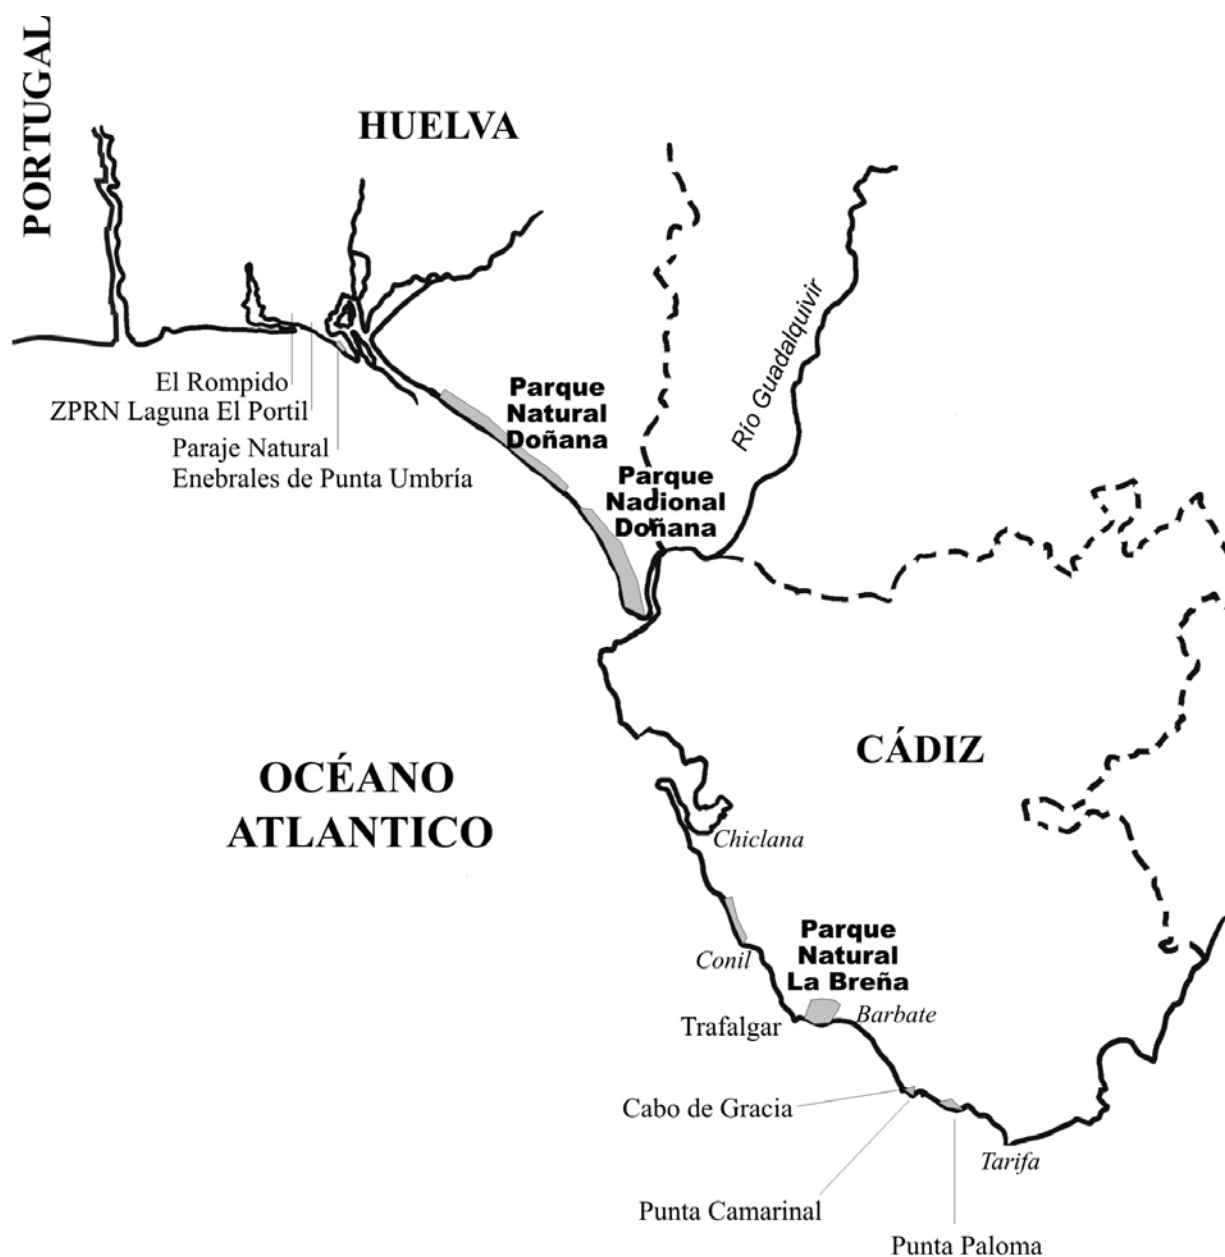 PORTUGAL
HUELVA
El Rompido
ZPRN Laguna El Portil
Paraje Natural
Enebrales de Punta Umbría
Parque
Natural
Doñana
Parque
Nacional
Doñana
Río Guadalquivir
OCÉANO
ATLANTICO
CÁDIZ
Chiclana
Conil
Parque
Natural
La Breña
Trafalgar
Barbate
Cabo de Gracia
Tarifa
Punta Camarinal
Punta Paloma